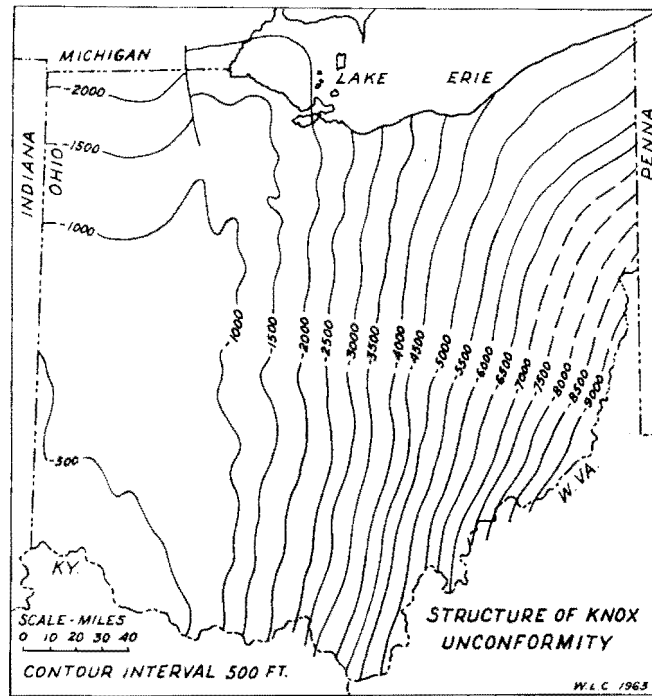 MICHIGAN
LAKE ERIE
-2000
-1500
INDIANA
OHIO
PENNA
-1000
-1000
-1500
-2000
-2500
-3000
-3500
-4000
-4500
-5000
-5500
-6000
-6500
-7000
-7500
-8000
-8500
-9000
-500
W. VA.
KY.
SCALE-MILES
0 10 20 30 40
STRUCTURE OF KNOX
UNCONFORMITY
CONTOUR INTERVAL 500 FT.
W.L.C 1963